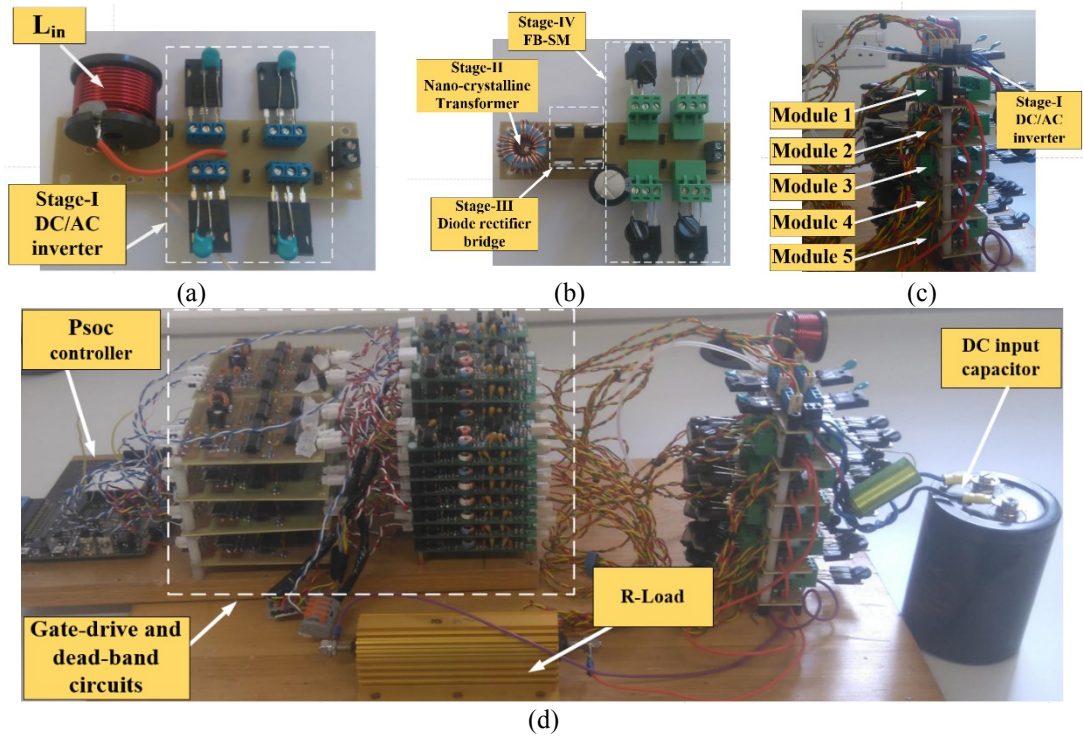 Lin
Stage-I
DC/AC
inverter
(a)
Stage-IV
FB-SM
Stage-II
Nano-crystalline
Transformer
Stage-III
Diode rectifier
bridge
(b)
Module 1
Module 2
Module 3
Module 4
Module 5
Stage-I
DC/AC
inverter
(c)
Psoc
controller
DC input
capacitor
R-Load
Gate-drive and
dead-band
circuits
(d)